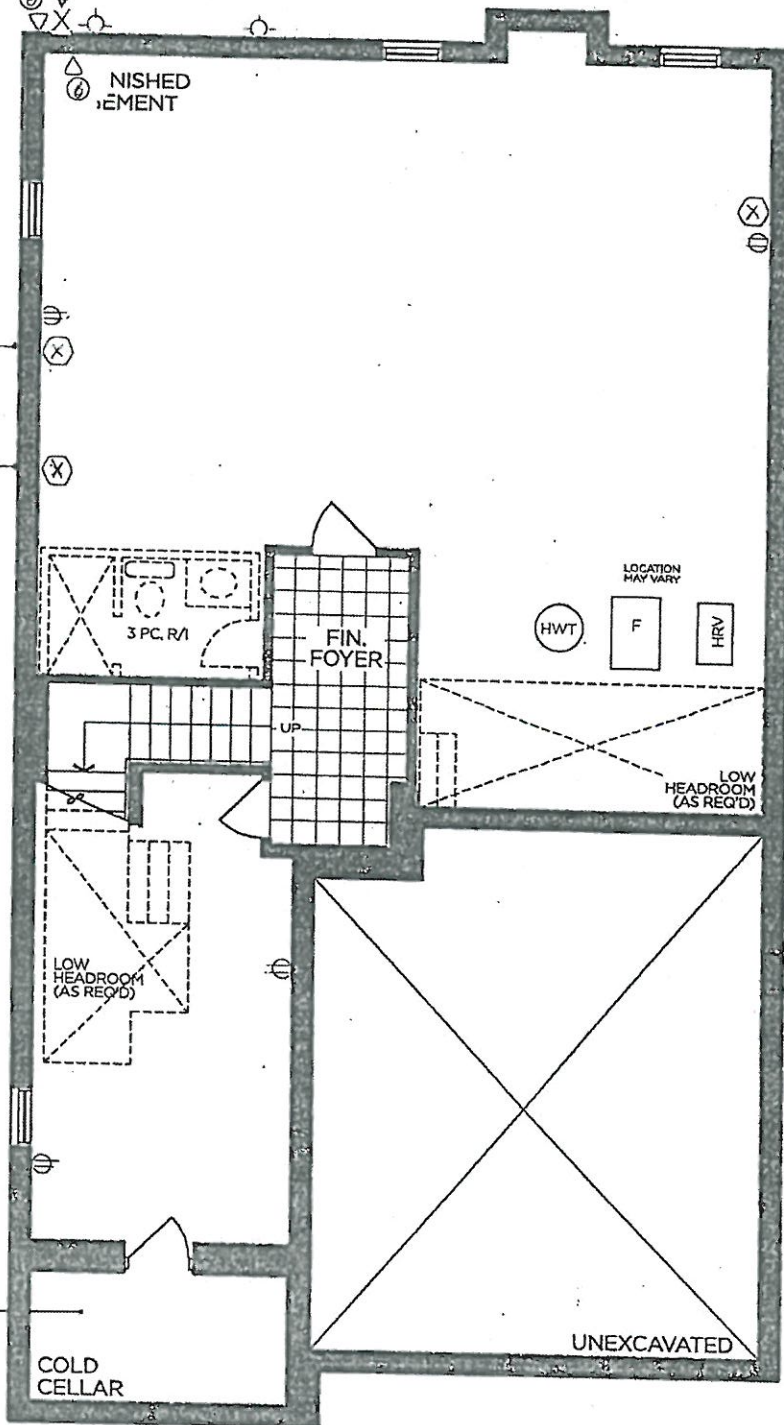 NISHED
EMENT
LOCATION
MAY VARY
HWT
F
HRV
3 PC. R/I
FIN.
FOYER
UP
LOW
HEADROOM
(AS REQ'D)
LOW
HEADROOM
(AS REQ'D)
UNEXCAVATED
COLD
CELLAR